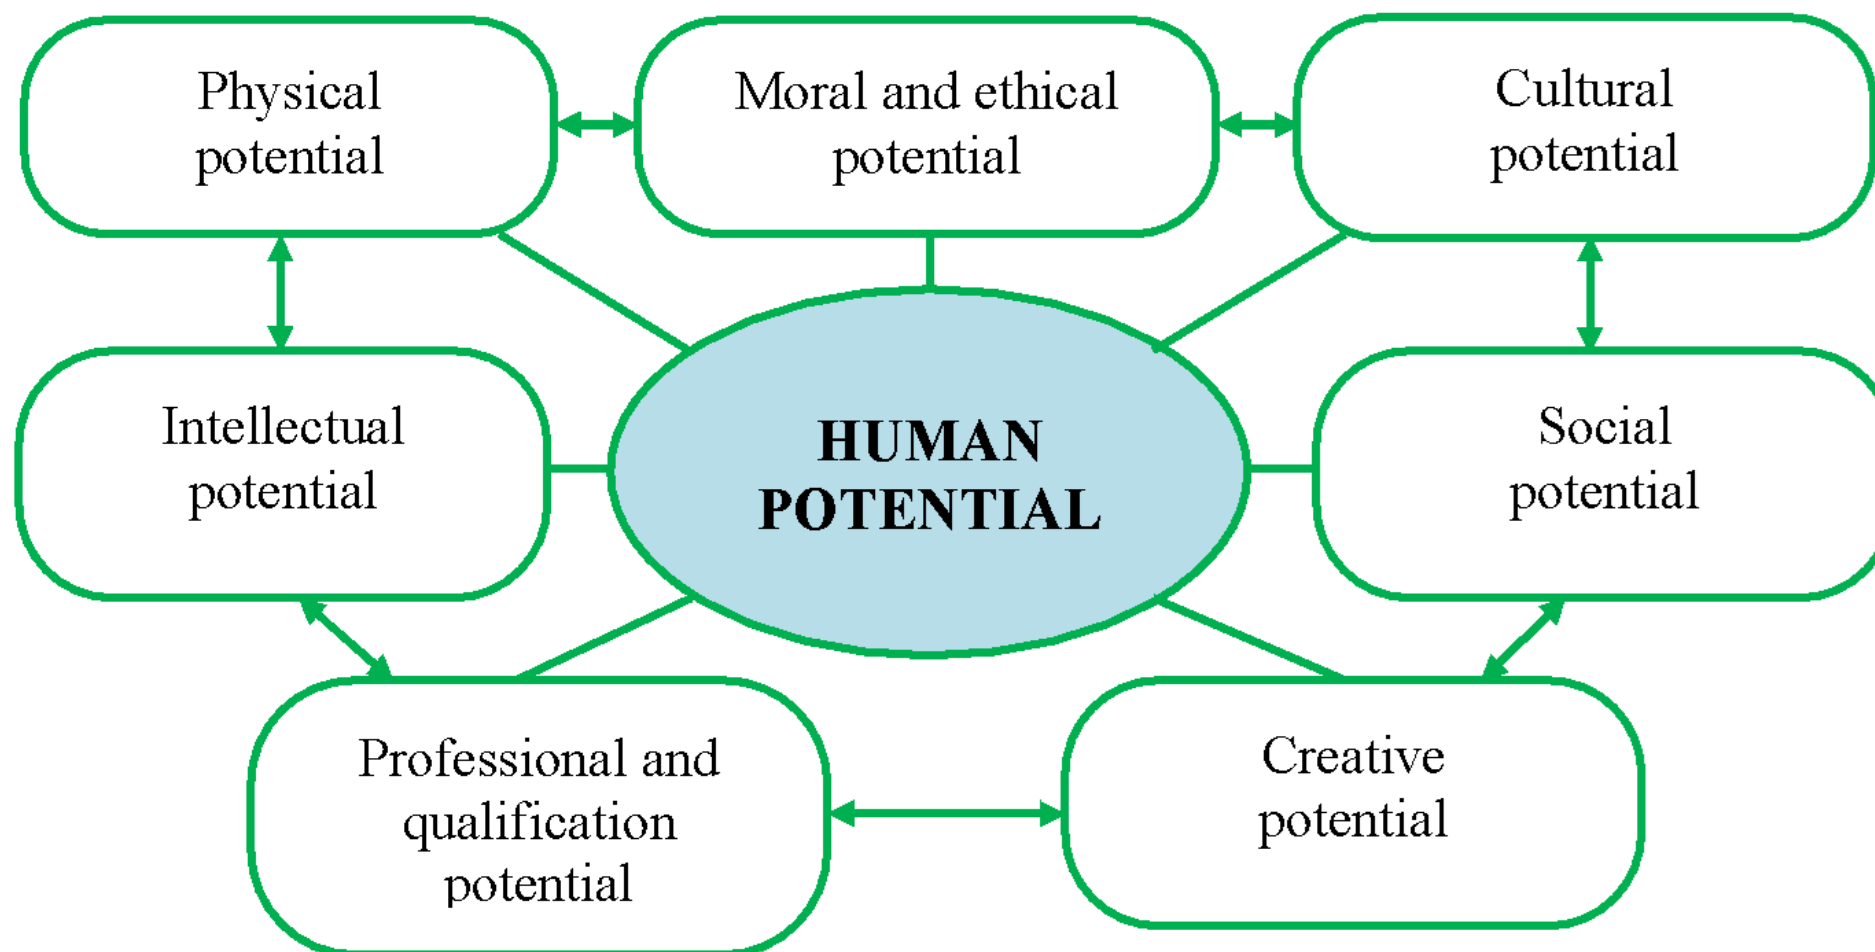 Physical
potential
Moral and ethical
potential
Cultural
potential
Intellectual
potential
HUMAN
POTENTIAL
Social
potential
Professional and
qualification
potential
Creative
potential